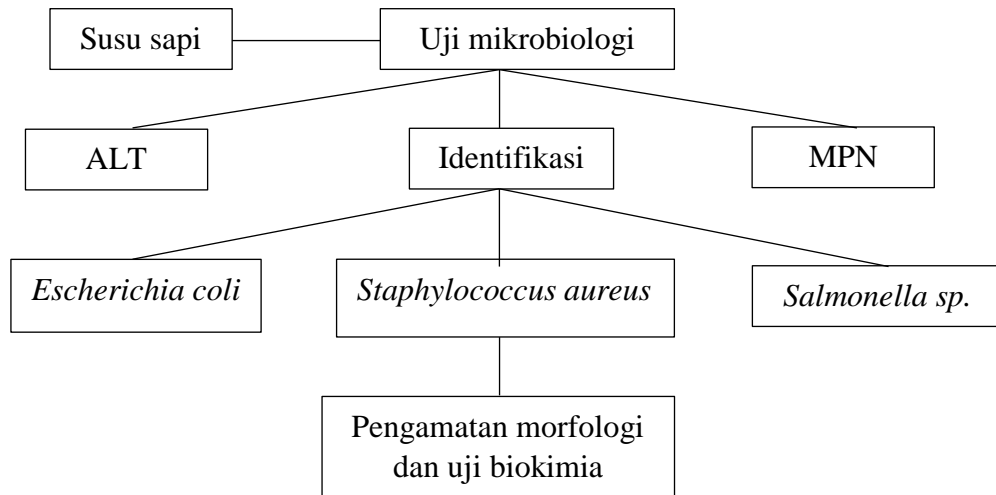 Susu sapi
Uji mikrobiologi
ALT
Identifikasi
MPN
Escherichia coli
Staphylococcus aureus
Salmonella sp.
Pengamatan morfologi
dan uji biokimia